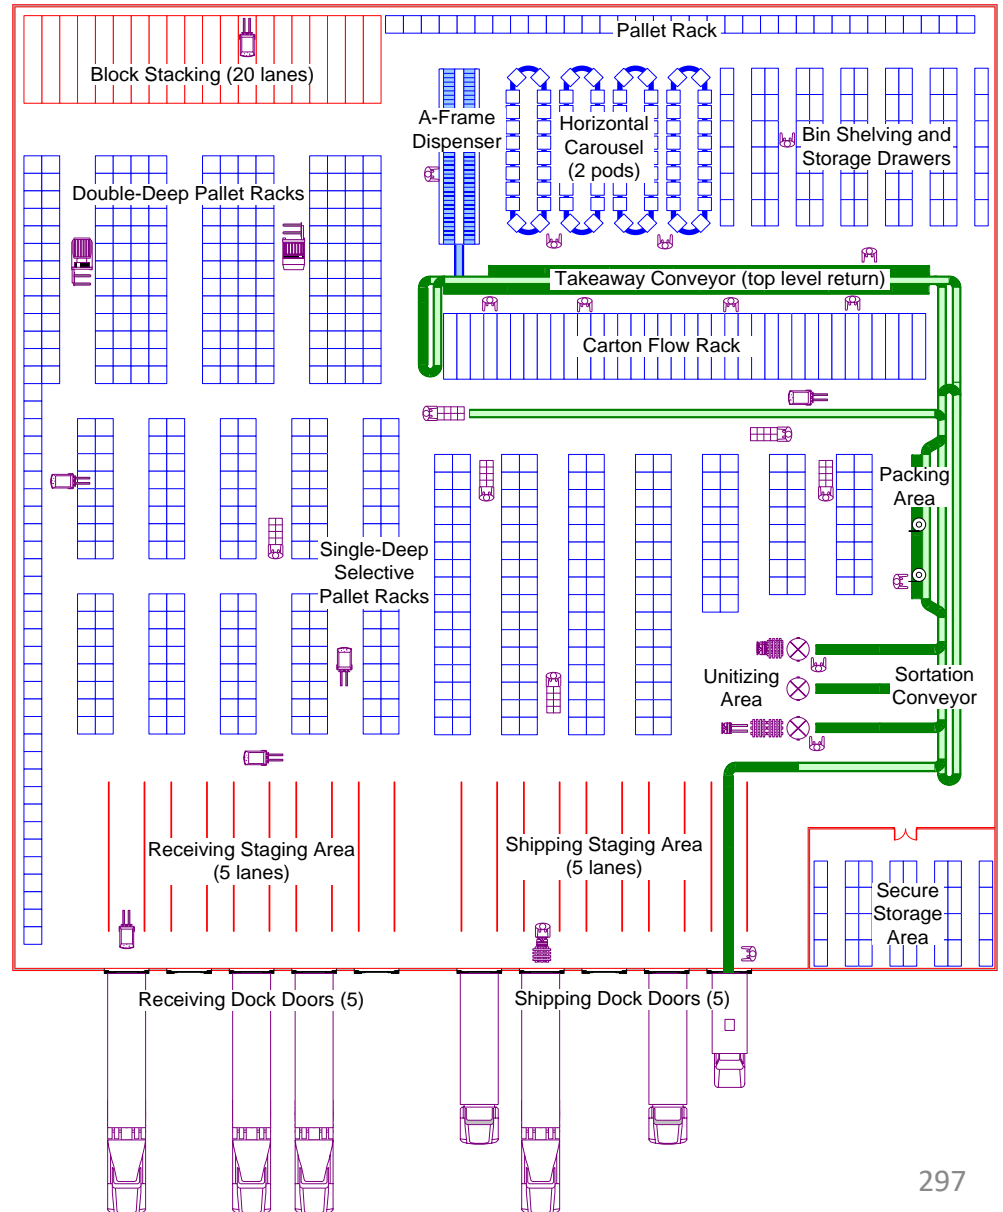 Pallet Rack
Block Stacking (20 lanes)
A-Frame
Dispenser
Horizontal
Carousel
(2 pods)
Bin Shelving and
Storage Drawers
Double-Deep Pallet Racks
Takeaway Conveyor (top level return)
Carton Flow Rack
Packing
Area
Single-Deep
Selective
Pallet Racks
Unitizing
Area
Sortation
Conveyor
Receiving Staging Area
(5 lanes)
Shipping Staging Area
(5 lanes)
Secure
Storage
Area
Receiving Dock Doors (5)
Shipping Dock Doors (5)
297